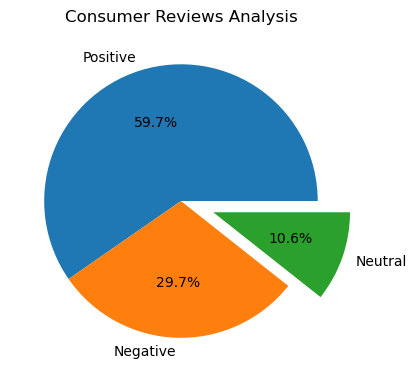 Consumer Reviews Analysis
Positive
59.7%
10.6%
Neutral
29.7%
Negative